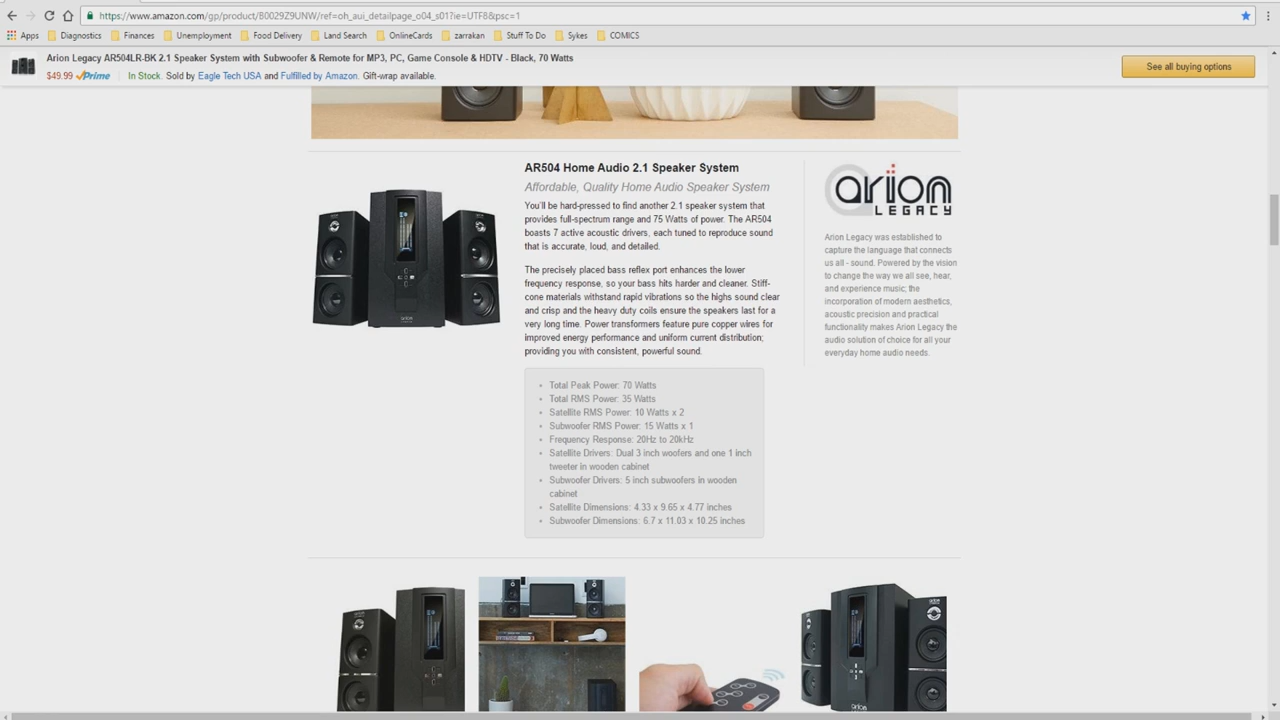 https://www.amazon.com/gp/product/B0029Z9UNW/ref=oh_aui_detailpage_o04_s01?ie=UTF8&psc=1
Apps Diagnostics Finances Unemployment Food Delivery Land Search OnlineCards zarrakan Stuff To Do Sykes COMICS
Arion Legacy AR504LR-BK 2.1 Speaker System with Subwoofer & Remote for MP3, PC, Game Console & HDTV - Black, 70 Watts
$49.99 Prime In Stock. Sold by Eagle Tech USA and Fulfilled by Amazon. Gift-wrap available.
See all buying options
AR504 Home Audio 2.1 Speaker System
Affordable, Quality Home Audio Speaker System
You'll be hard-pressed to find another 2.1 speaker system that
provides full-spectrum range and 75 Watts of power. The AR504
boasts 7 active acoustic drivers, each tuned to reproduce sound
that is accurate, loud, and detailed.
The precisely placed bass reflex port enhances the lower
frequency response, so your bass hits harder and cleaner. Stiff-
cone materials withstand rapid vibrations so the highs sound clear
and crisp and the heavy duty coils ensure the speakers last for a
very long time. Power transformers feature pure copper wires for
improved energy performance and uniform current distribution;
providing you with consistent, powerful sound.
• Total Peak Power: 70 Watts
• Total RMS Power: 35 Watts
• Satellite RMS Power: 10 Watts x 2
• Subwoofer RMS Power: 15 Watts x 1
• Frequency Response: 20Hz to 20kHz
• Satellite Drivers: Dual 3 inch woofers and one 1 inch
tweeter in wooden cabinet
• Subwoofer Drivers: 5 inch subwoofers in wooden
cabinet
• Satellite Dimensions: 4.33 x 9.65 x 4.77 inches
• Subwoofer Dimensions: 6.7 x 11.03 x 10.25 inches
arion
LEGACY
Arion Legacy was established to
capture the language that connects
us all - sound. Powered by the vision
to change the way we all see, hear,
and experience music, the
incorporation of modern aesthetics,
acoustic precision and practical
functionality makes Arion Legacy the
audio solution of choice for all your
everyday home audio needs.